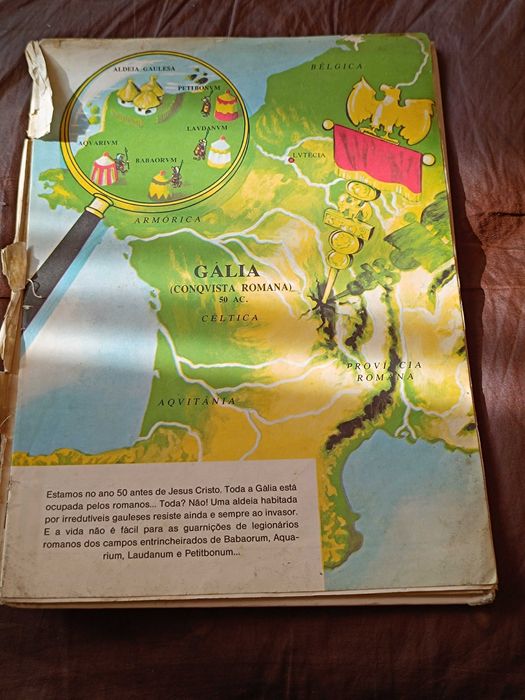 ALDEIA GAULESA
PETIBONVM
LAVDANVM
AQVARIVM
BABAORVM
BÉLGICA
LVTÉCIA
ARMÓRICA
GÁLIA
(CONQVISTA ROMANA)
50 AC.
CÉLTICA
PROVÍNCIA
ROMANA
AQVITÂNIA
Estamos no ano 50 antes de Jesus Cristo. Toda a Gália está
ocupada pelos romanos... Toda? Não! Uma aldeia habitada
por irredutíveis gauleses resiste ainda e sempre ao invasor.
E a vida não é fácil para as guarnições de legionários
romanos dos campos entrincheirados de Babaorum, Aqua-
rium, Laudanum e Petitbonum...